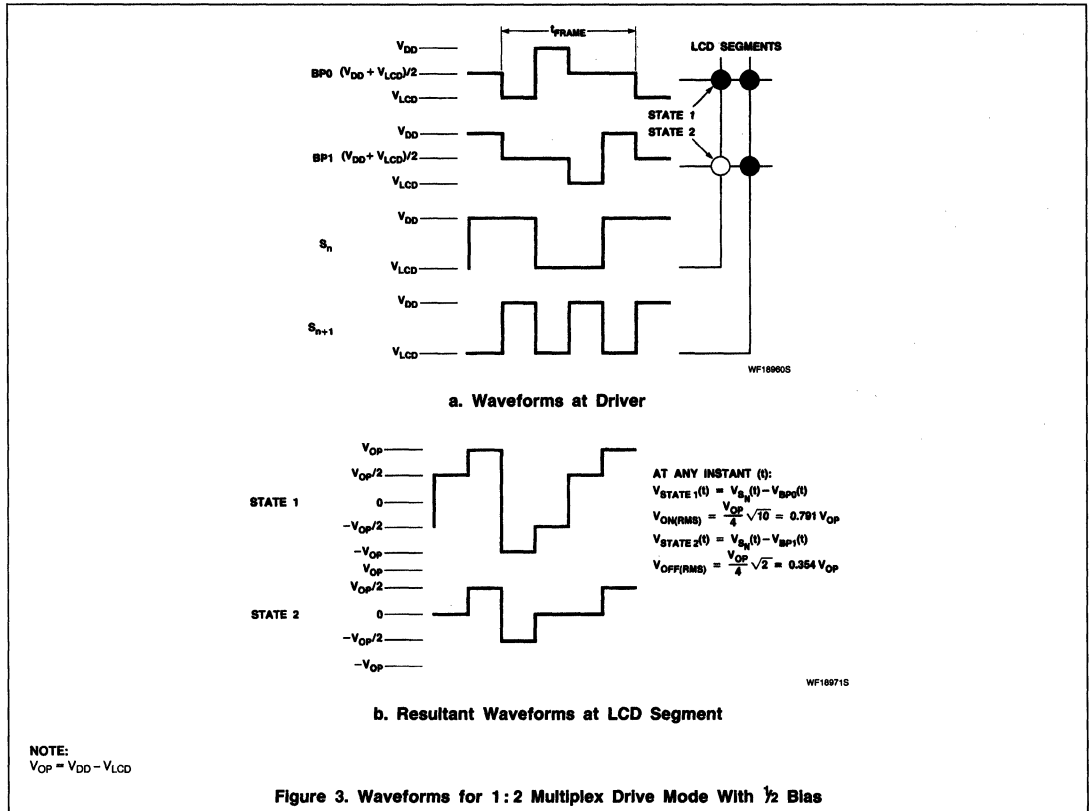 tFRAME
LCD SEGMENTS
VDD
BP0 (VDD + VLCD)/2
VLCD
STATE 1
STATE 2
VDD
BP1 (VDD + VLCD)/2
VLCD
VDD
Sn
VLCD
VDD
Sn+1
VLCD
WF18960S
a. Waveforms at Driver
VOP
VOP/2
STATE 1
0
−VOP/2
−VOP
AT ANY INSTANT (t):
VSTATE 1(t) = VSN(t) − VBP0(t)
VON(RMS) = VOP/4 √10 = 0.791 VOP
VSTATE 2(t) = VSN(t) − VBP1(t)
VOFF(RMS) = VOP/4 √2 = 0.354 VOP
VOP
VOP/2
STATE 2
0
−VOP/2
−VOP
WF18971S
b. Resultant Waveforms at LCD Segment
NOTE:
VOP = VDD − VLCD
Figure 3. Waveforms for 1:2 Multiplex Drive Mode With ½ Bias